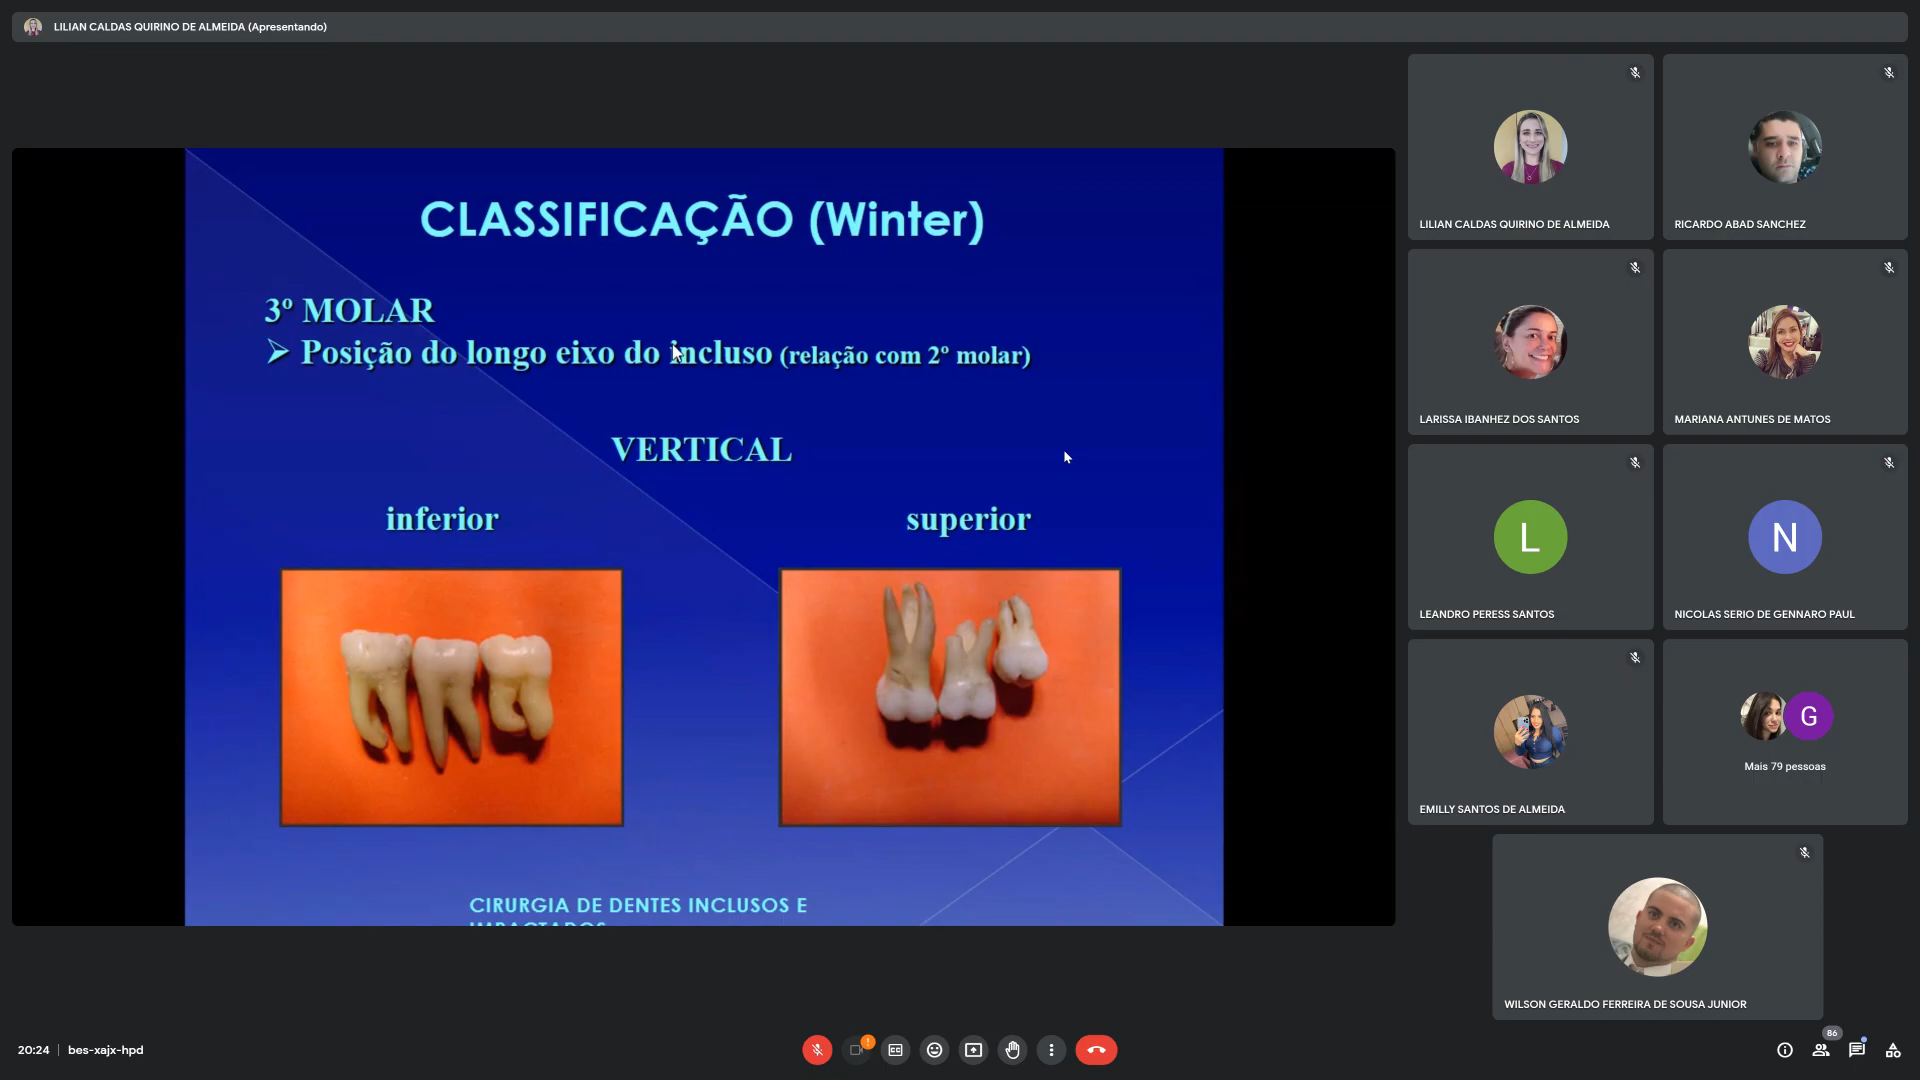 LILIAN CALDAS QUIRINO DE ALMEIDA (Apresentando)
CLASSIFICAÇÃO (Winter)
3º MOLAR
➢ Posição do longo eixo do incluso (relação com 2º molar)
VERTICAL
inferior
superior
CIRURGIA DE DENTES INCLUSOS E
IMPACTADOS
LILIAN CALDAS QUIRINO DE ALMEIDA
RICARDO ABAD SANCHEZ
LARISSA IBANHEZ DOS SANTOS
MARIANA ANTUNES DE MATOS
L
LEANDRO PERESS SANTOS
N
NICOLAS SERIO DE GENNARO PAUL
EMILLY SANTOS DE ALMEIDA
G
Mais 79 pessoas
WILSON GERALDO FERREIRA DE SOUSA JUNIOR
20:24 | bes-xajx-hpd
!
CC
86